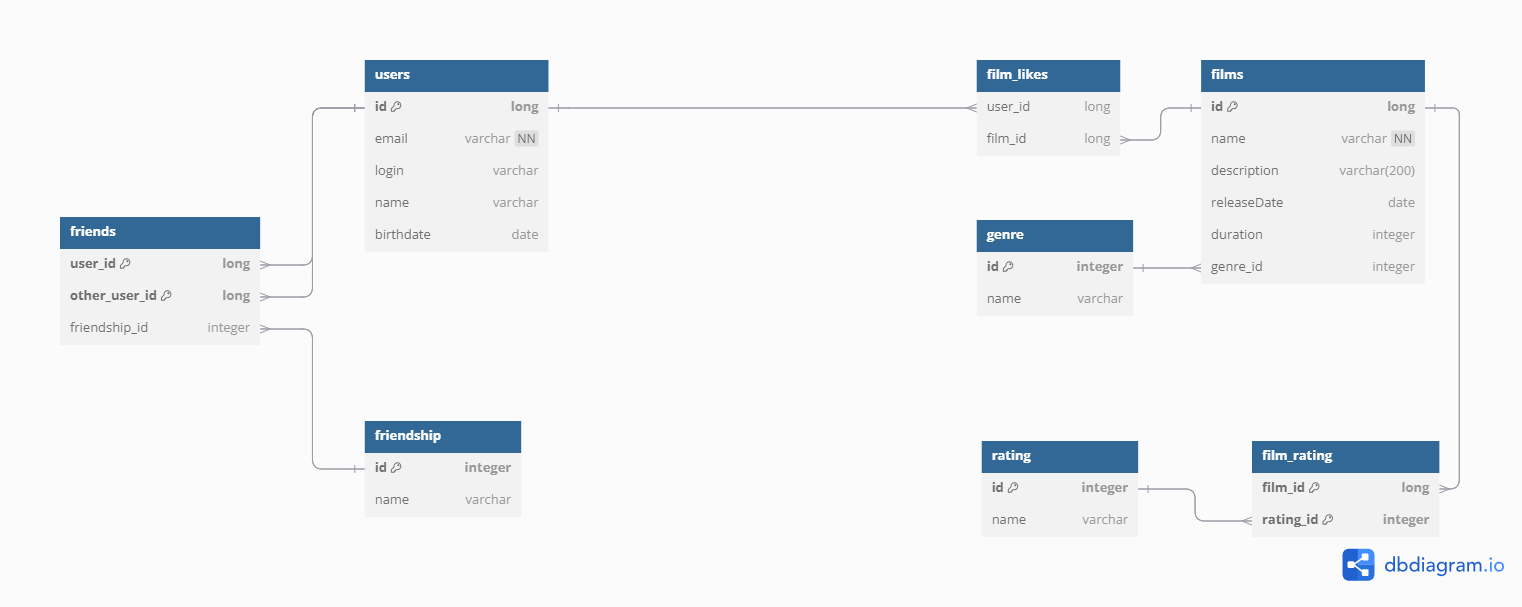 users
id long
email varchar NN
login varchar
name varchar
birthdate date
friends
user_id long
other_user_id long
friendship_id integer
friendship
id integer
name varchar
film_likes
user_id long
film_id long
films
id long
name varchar NN
description varchar(200)
releaseDate date
duration integer
genre_id integer
genre
id integer
name varchar
rating
id integer
name varchar
film_rating
film_id long
rating_id integer
dbdiagram.io